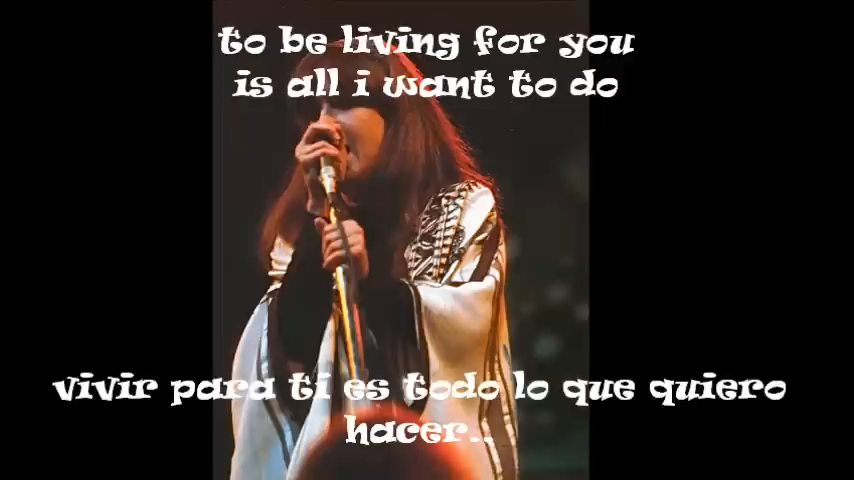 to be living for you
is all i want to do
vivir para ti es todo lo que quiero
hacer..